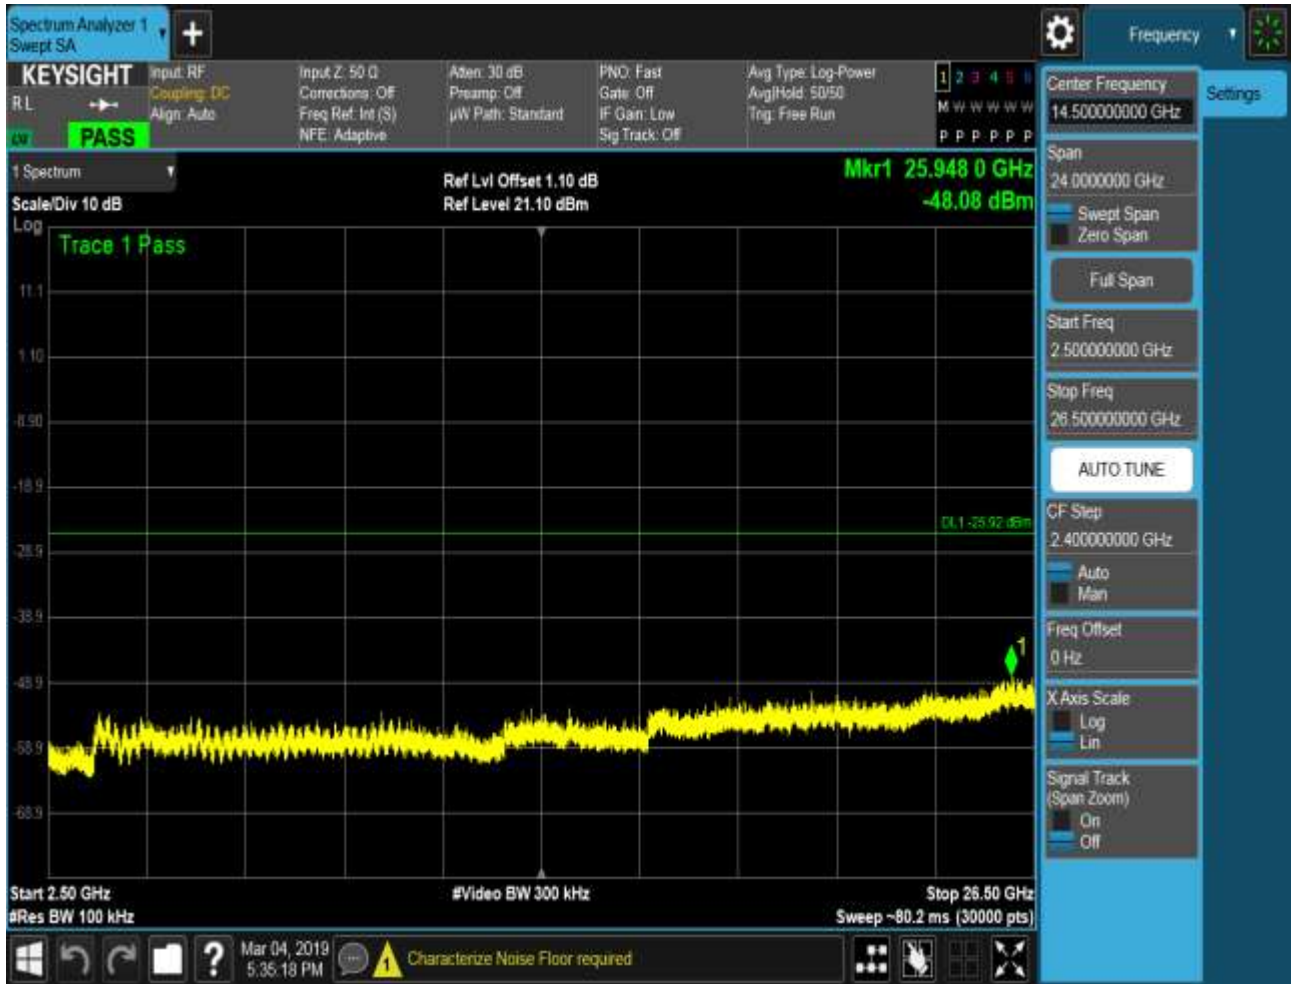 Spectrum Analyzer 1
Swept SA
Frequency
KEYSIGHT
R L
LW
PASS
Input: RF
Coupling: DC
Align: Auto
Input Z: 50 Ω
Corrections: Off
Freq Ref: Int (S)
NFE: Adaptive
Atten: 30 dB
Preamp: Off
µW Path: Standard
PNO: Fast
Gate: Off
IF Gain: Low
Sig Track: Off
Avg Type: Log-Power
Avg|Hold: 50/50
Trig: Free Run
1 2 3 4 5 6
M W W W W W
P P P P P P
Center Frequency
14.500000000 GHz
Settings
1 Spectrum
Scale/Div 10 dB
Log
Ref Lvl Offset 1.10 dB
Ref Level 21.10 dBm
Mkr1 25.948 0 GHz
-48.08 dBm
Trace 1 Pass
11.1
1.10
-8.90
-18.9
-28.9
-38.9
-48.9
-58.9
-68.9
DL1 -25.92 dBm
1
Span
24.0000000 GHz
Swept Span
Zero Span
Full Span
Start Freq
2.500000000 GHz
Stop Freq
26.500000000 GHz
AUTO TUNE
CF Step
2.400000000 GHz
Auto
Man
Freq Offset
0 Hz
X Axis Scale
Log
Lin
Signal Track
(Span Zoom)
On
Off
Start 2.50 GHz
#Res BW 100 kHz
#Video BW 300 kHz
Stop 26.50 GHz
Sweep ~80.2 ms (30000 pts)
?
Mar 04, 2019
5:35:18 PM
1
Characterize Noise Floor required